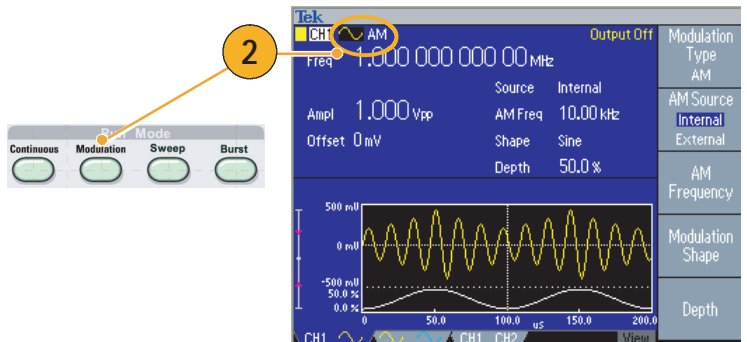 Tek
CH1 AM Output Off
Freq 1.000 000 000 00 MHz
Source Internal
Ampl 1.000 Vpp AM Freq 10.00 kHz
Offset 0 mV Shape Sine
Depth 50.0 %
500 mV
0 mV
-500 mV
50.0 %
0.0 %
0 50.0 100.0 us 150.0 200.0
CH1 CH1 CH2 View
Modulation
Type
AM
AM Source
Internal
External
AM
Frequency
Modulation
Shape
Depth
2
Run Mode
Continuous Modulation Sweep Burst